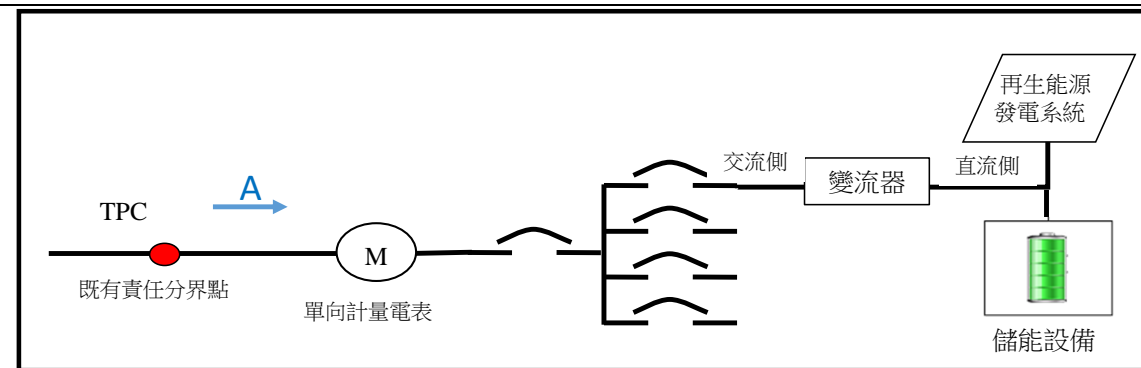 再生能源
發電系統
交流側
變流器
直流側
A
TPC
M
既有責任分界點
單向計量電表
儲能設備